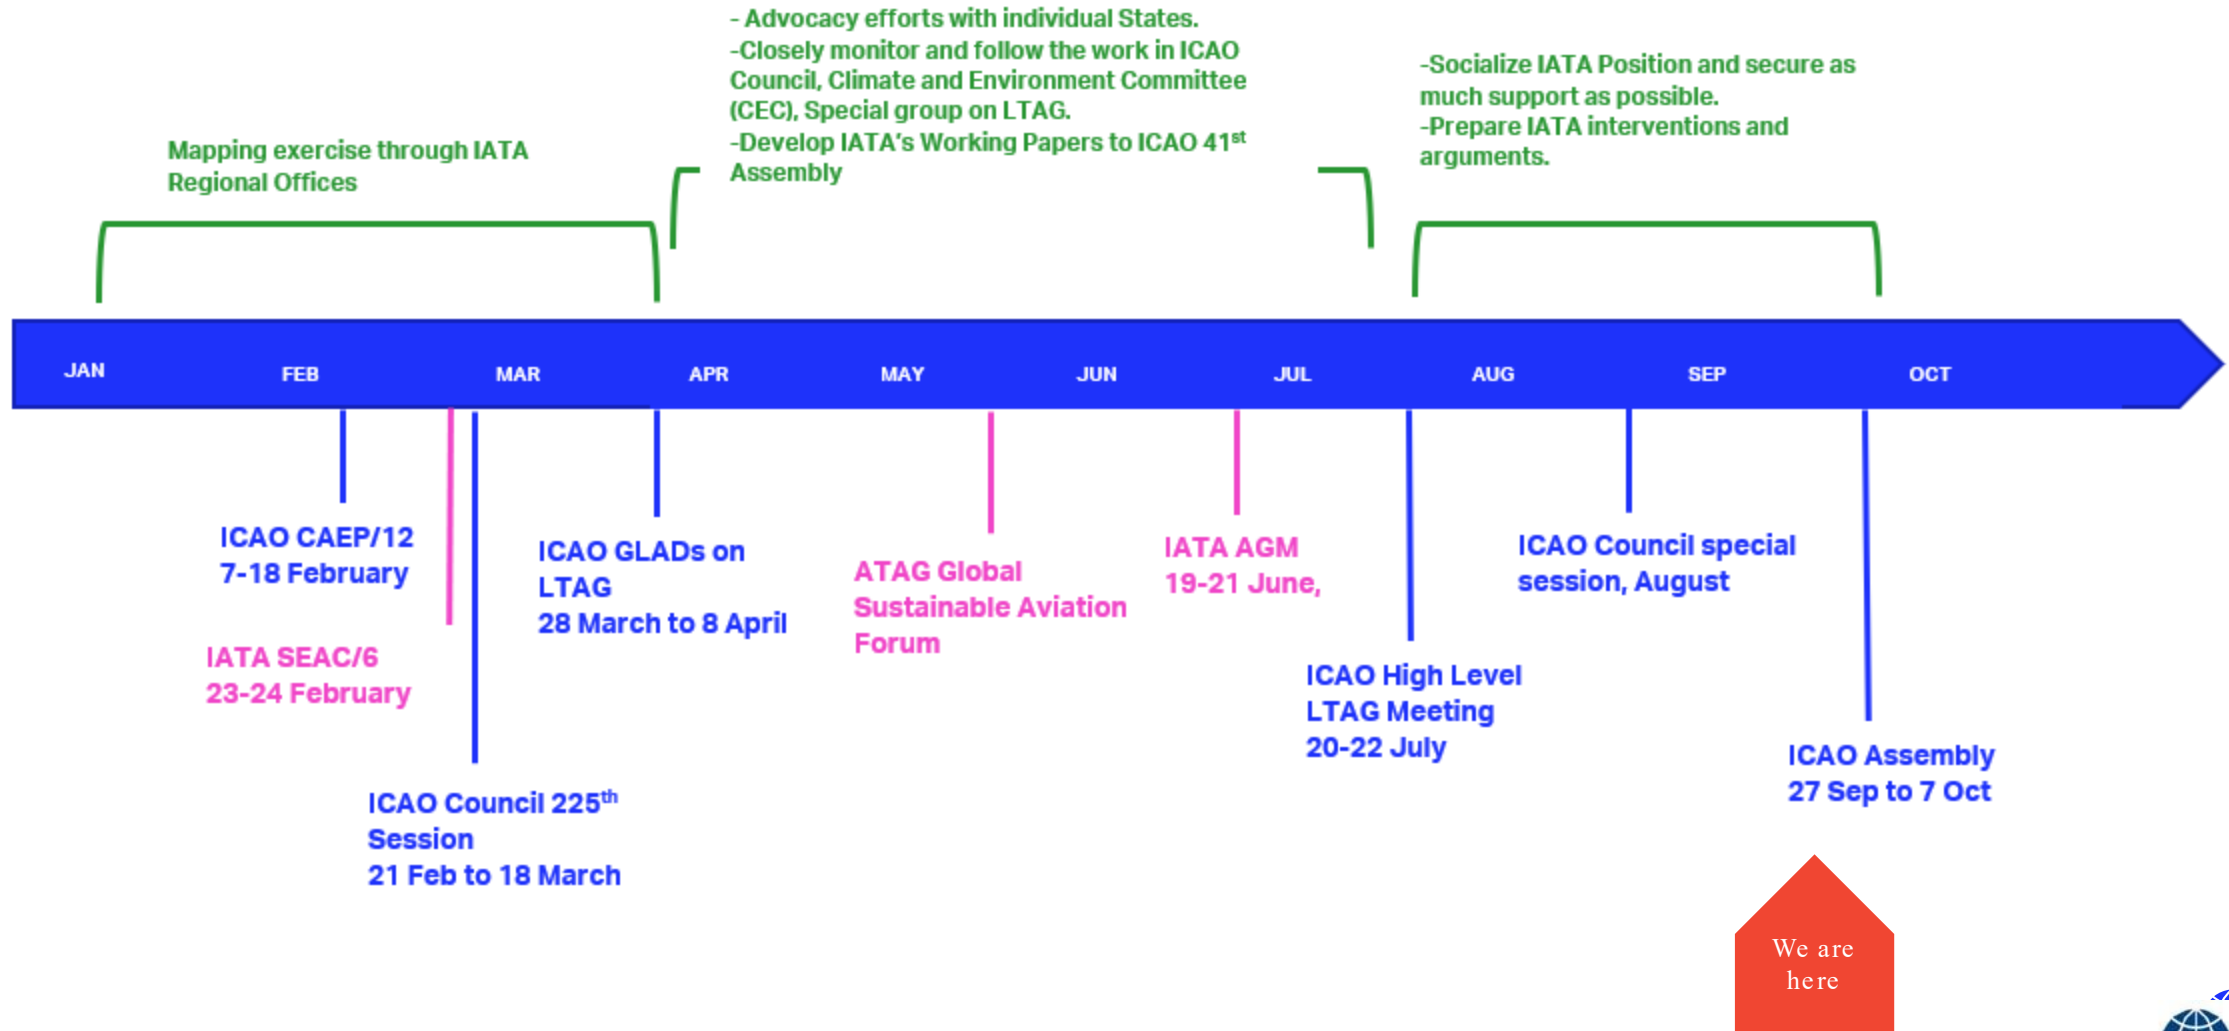 - Advocacy efforts with individual States.
-Closely monitor and follow the work in ICAO
Council, Climate and Environment Committee
(CEC), Special group on LTAG.
-Develop IATA's Working Papers to ICAO 41st
Assembly
-Socialize IATA Position and secure as
much support as possible.
-Prepare IATA interventions and
arguments.
Mapping exercise through IATA
Regional Offices
JAN FEB MAR APR MAY JUN JUL AUG SEP OCT
ICAO CAEP/12
7-18 February
IATA SEAC/6
23-24 February
ICAO Council 225th
Session
21 Feb to 18 March
ICAO GLADs on
LTAG
28 March to 8 April
ATAG Global
Sustainable Aviation
Forum
IATA AGM
19-21 June,
ICAO High Level
LTAG Meeting
20-22 July
ICAO Council special
session, August
ICAO Assembly
27 Sep to 7 Oct
We are
here